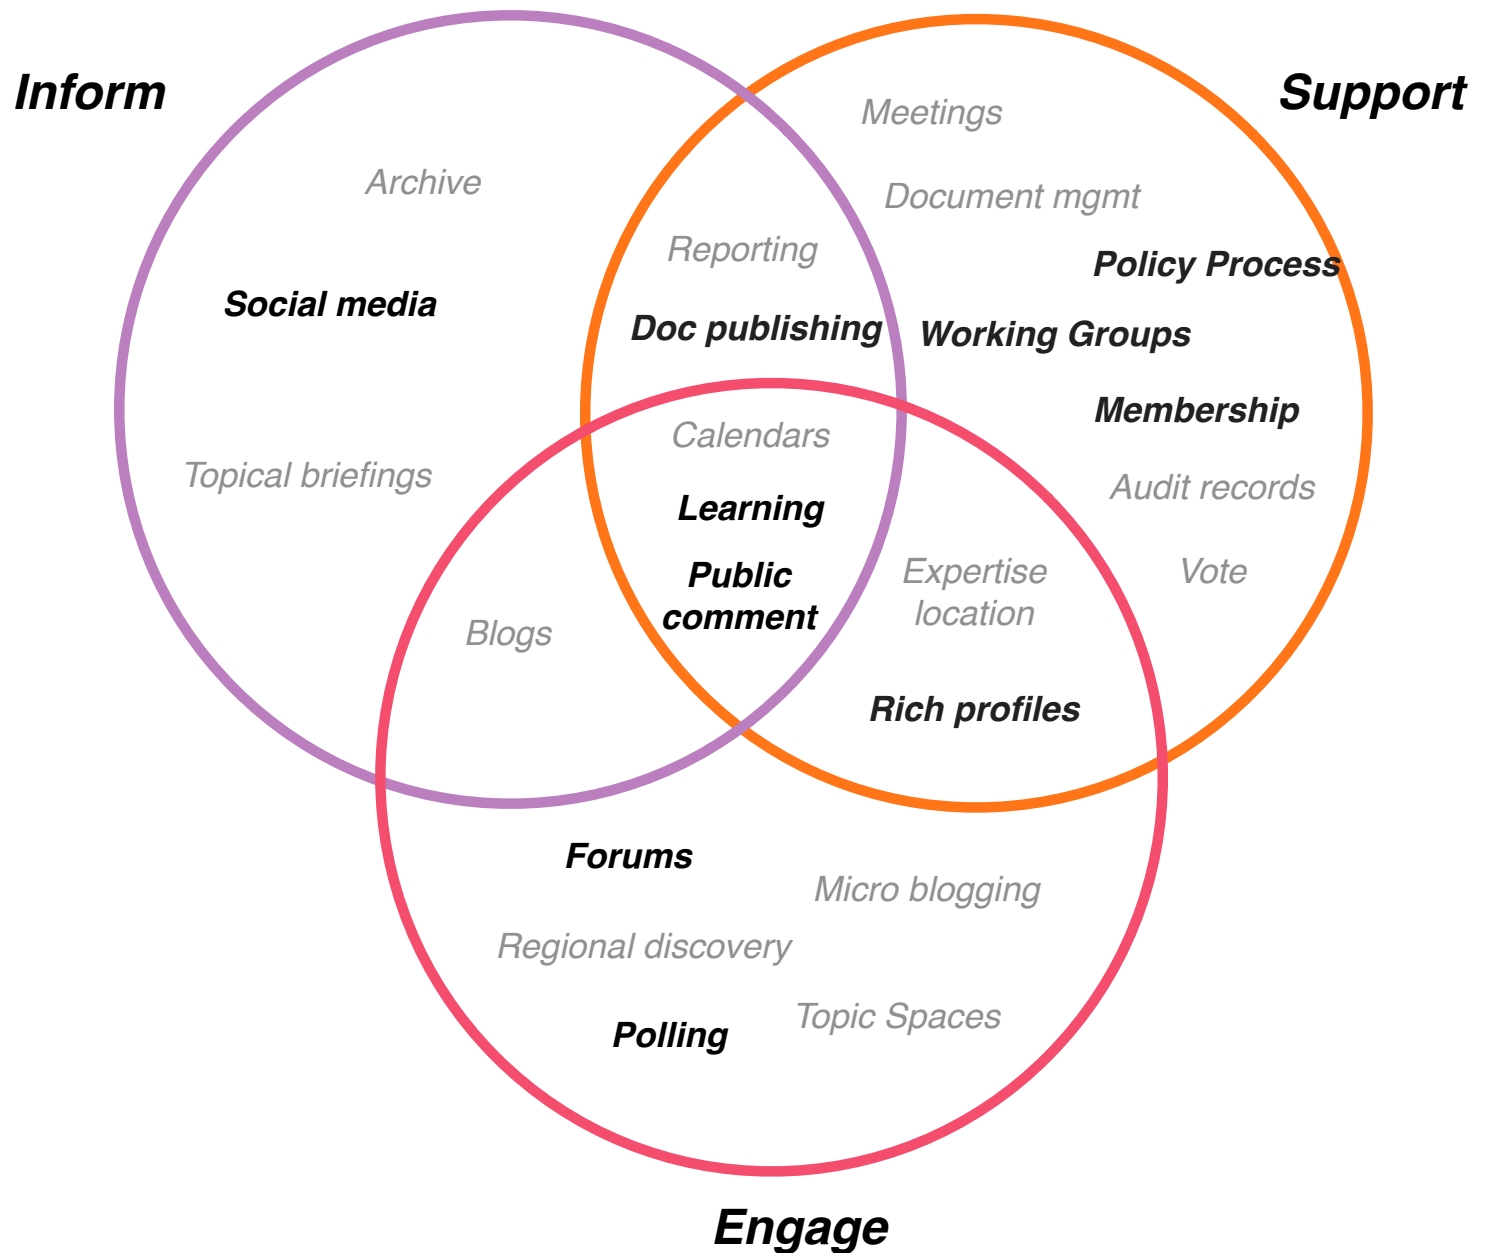 Inform
Support
Meetings
Archive
Document mgmt
Reporting
Policy Process
Social media
Doc publishing
Working Groups
Membership
Calendars
Topical briefings
Audit records
Learning
Public
comment
Expertise
location
Vote
Blogs
Rich profiles
Forums
Micro blogging
Regional discovery
Topic Spaces
Polling
Engage